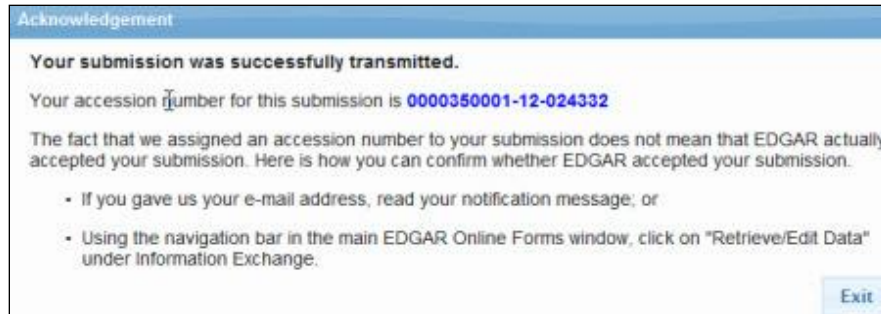 Acknowledgement
Your submission was successfully transmitted.
Your accession number for this submission is 0000350001-12-024332
The fact that we assigned an accession number to your submission does not mean that EDGAR actually
accepted your submission. Here is how you can confirm whether EDGAR accepted your submission.
• If you gave us your e-mail address, read your notification message; or
• Using the navigation bar in the main EDGAR Online Forms window, click on "Retrieve/Edit Data"
under Information Exchange.
Exit